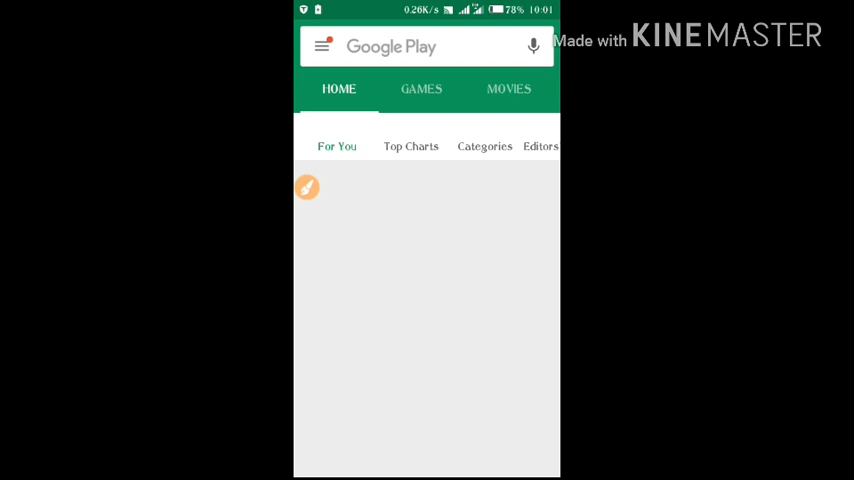 0.26K/s 78% 10:01
Google Play
Made with KINEMASTER
HOME GAMES MOVIES
For You Top Charts Categories Editors'